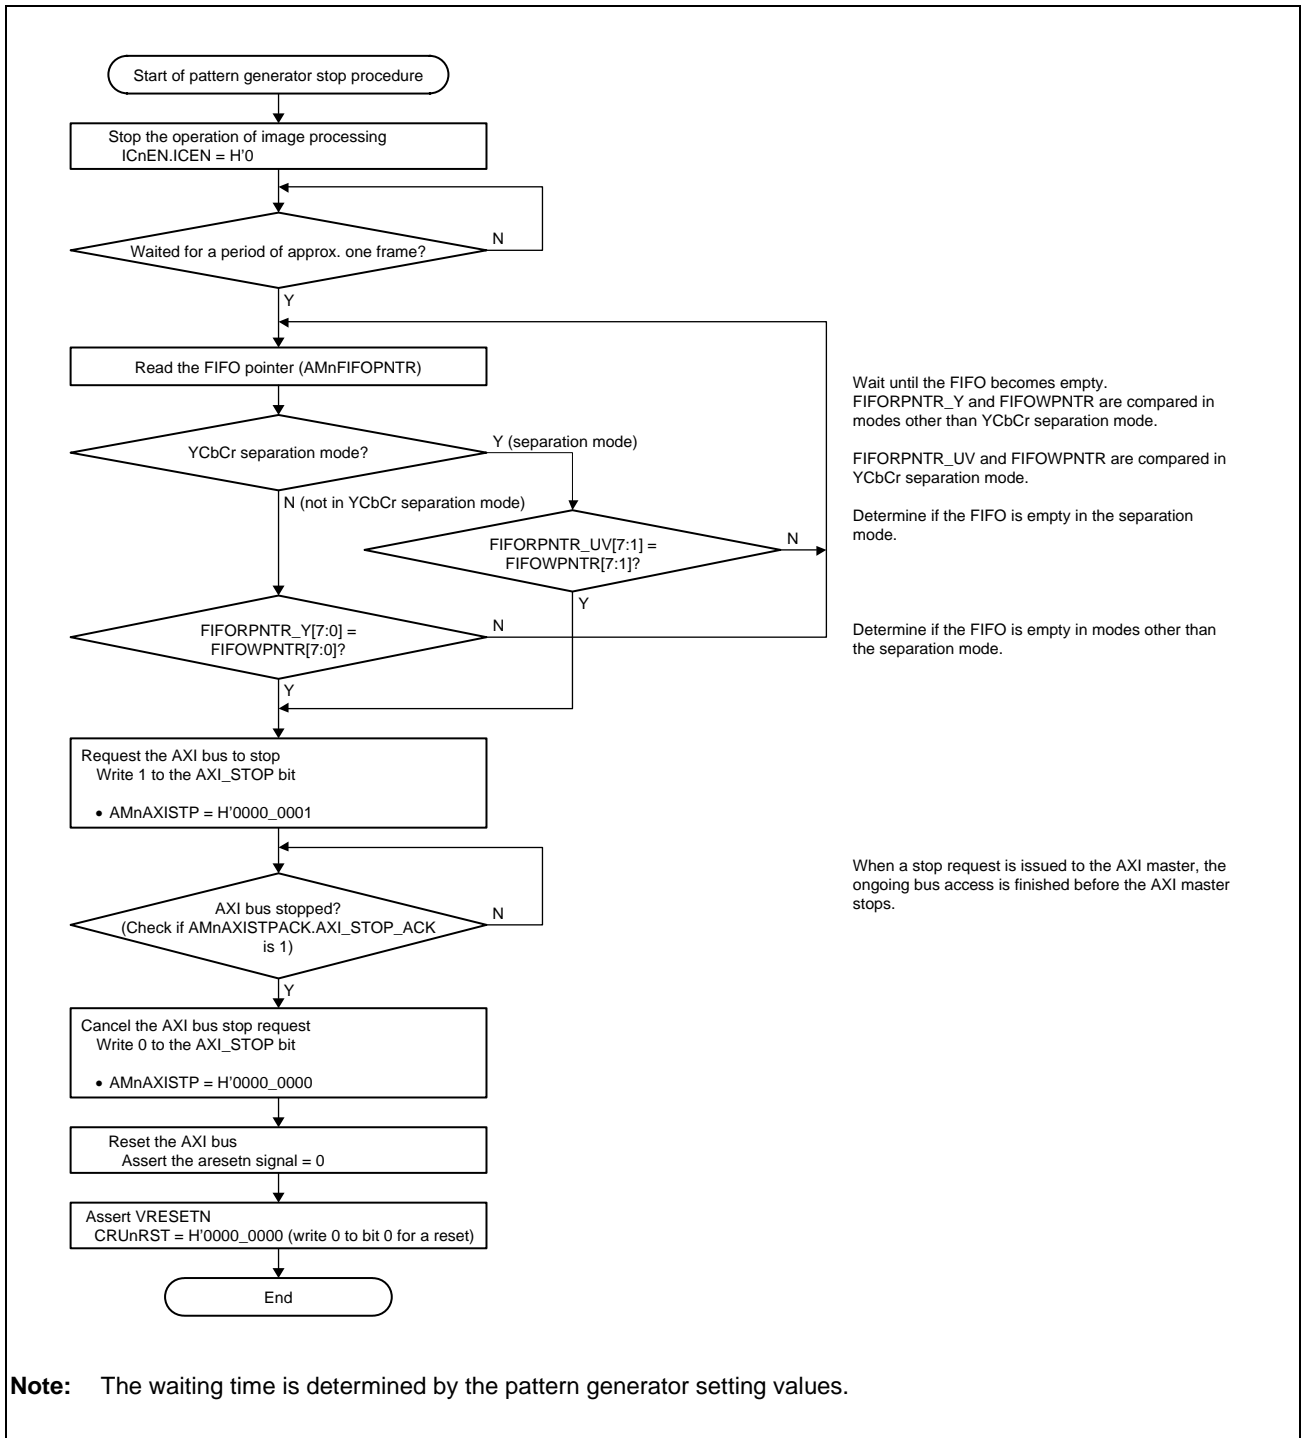 Start of pattern generator stop procedure
Stop the operation of image processing
ICnEN.ICEN = H'0
Waited for a period of approx. one frame?
N
Y
Read the FIFO pointer (AMnFIFOPNTR)
Wait until the FIFO becomes empty.
FIFORPNTR_Y and FIFOWPNTR are compared in
modes other than YCbCr separation mode.
YCbCr separation mode?
Y (separation mode)
FIFORPNTR_UV and FIFOWPNTR are compared in
YCbCr separation mode.
N (not in YCbCr separation mode)
Determine if the FIFO is empty in the separation
mode.
FIFORPNTR_UV[7:1] =
FIFOWPNTR[7:1]?
N
Y
FIFORPNTR_Y[7:0] =
FIFOWPNTR[7:0]?
N
Determine if the FIFO is empty in modes other than
the separation mode.
Y
Request the AXI bus to stop
Write 1 to the AXI_STOP bit
• AMnAXISTP = H'0000_0001
When a stop request is issued to the AXI master, the
ongoing bus access is finished before the AXI master
stops.
AXI bus stopped?
(Check if AMnAXISTPACK.AXI_STOP_ACK
is 1)
N
Y
Cancel the AXI bus stop request
Write 0 to the AXI_STOP bit
• AMnAXISTP = H'0000_0000
Reset the AXI bus
Assert the aresetn signal = 0
Assert VRESETN
CRUnRST = H'0000_0000 (write 0 to bit 0 for a reset)
End
Note: The waiting time is determined by the pattern generator setting values.